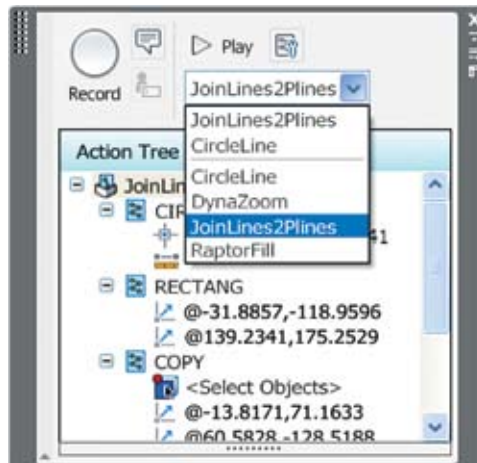 Play
Record
JoinLines2Plines
JoinLines2Plines
CircleLine
CircleLine
DynaZoom
JoinLines2Plines
RaptorFill
Action Tree
JoinLin
CIR
41
RECTANG
@-31.8857,-118.9596
@139.2341,175.2529
COPY
<Select Objects>
@-13.8171,71.1633
@60.5828,-128.5188